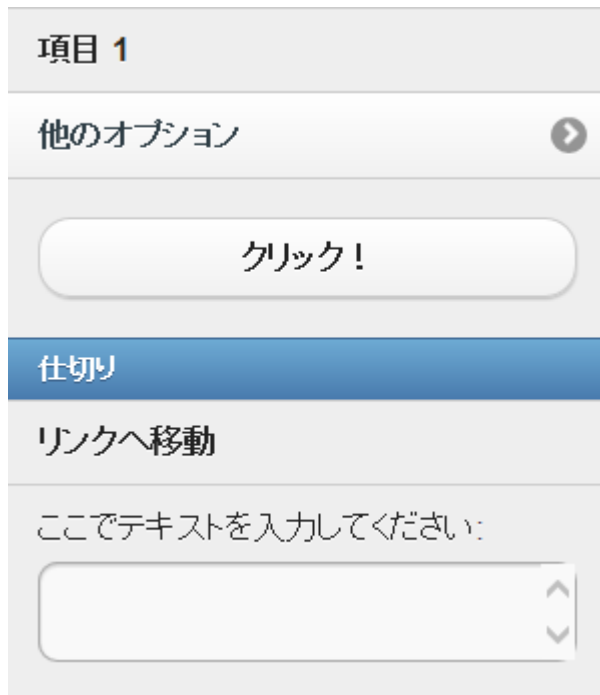 項目 1
他のオプション
クリック！
仕切り
リンクへ移動
ここでテキストを入力してください: